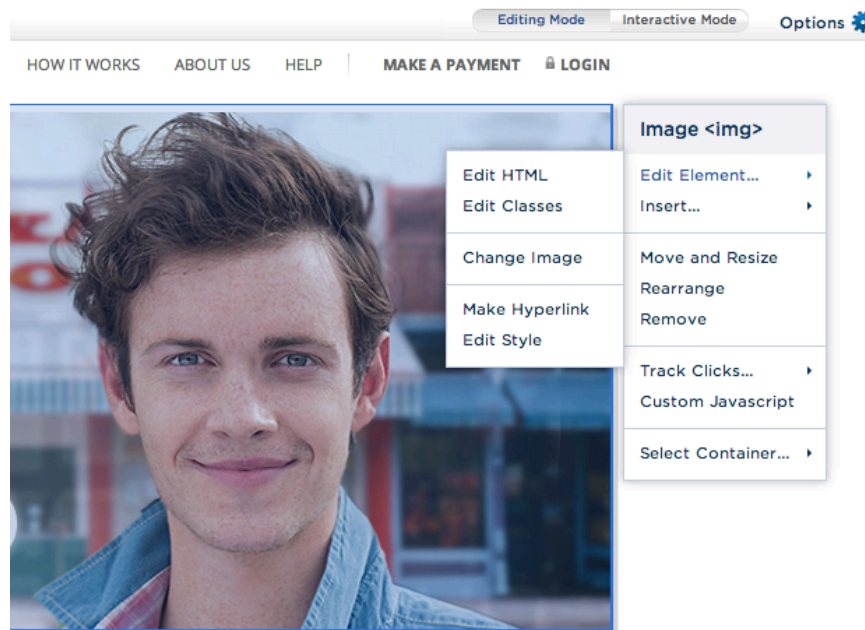 Editing Mode Interactive Mode Options
HOW IT WORKS ABOUT US HELP MAKE A PAYMENT LOGIN
Image <img>
Edit Element...
Insert...
Move and Resize
Rearrange
Remove
Track Clicks...
Custom Javascript
Select Container...
Edit HTML
Edit Classes
Change Image
Make Hyperlink
Edit Style